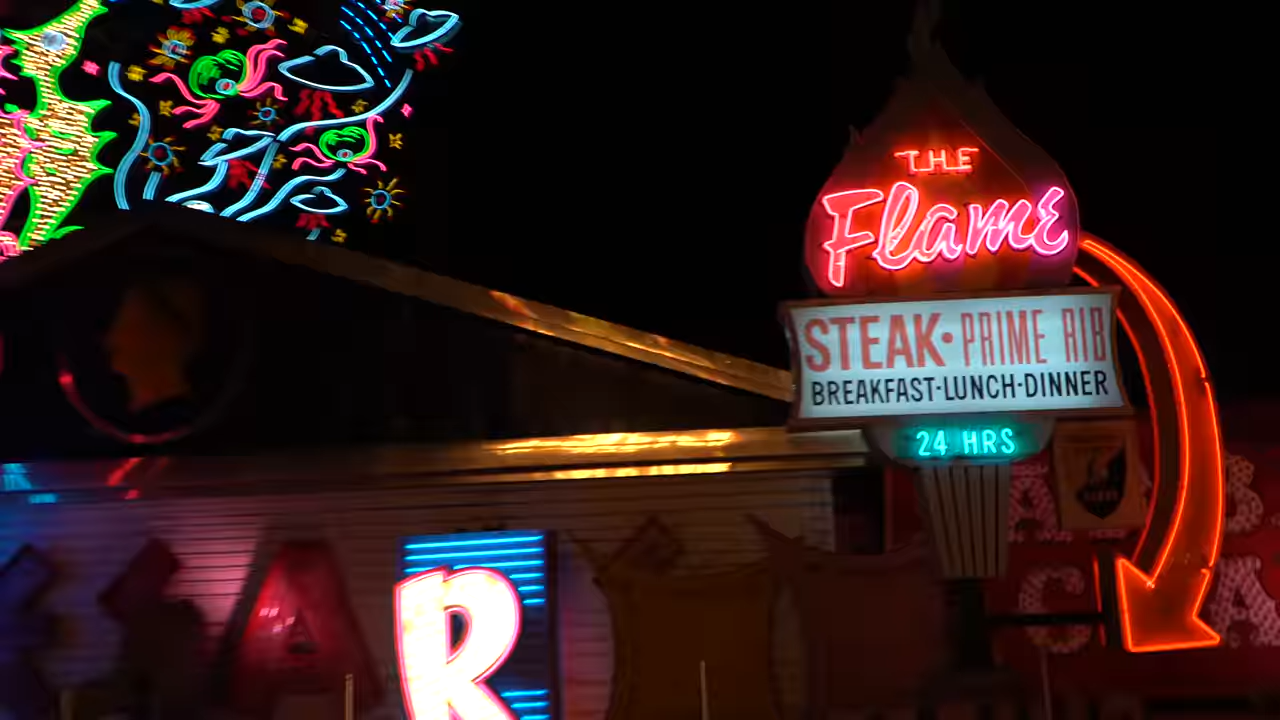 THE
Flame
STEAK·PRIME RIB
BREAKFAST·LUNCH·DINNER
24 HRS
A
R
A
B
C
A